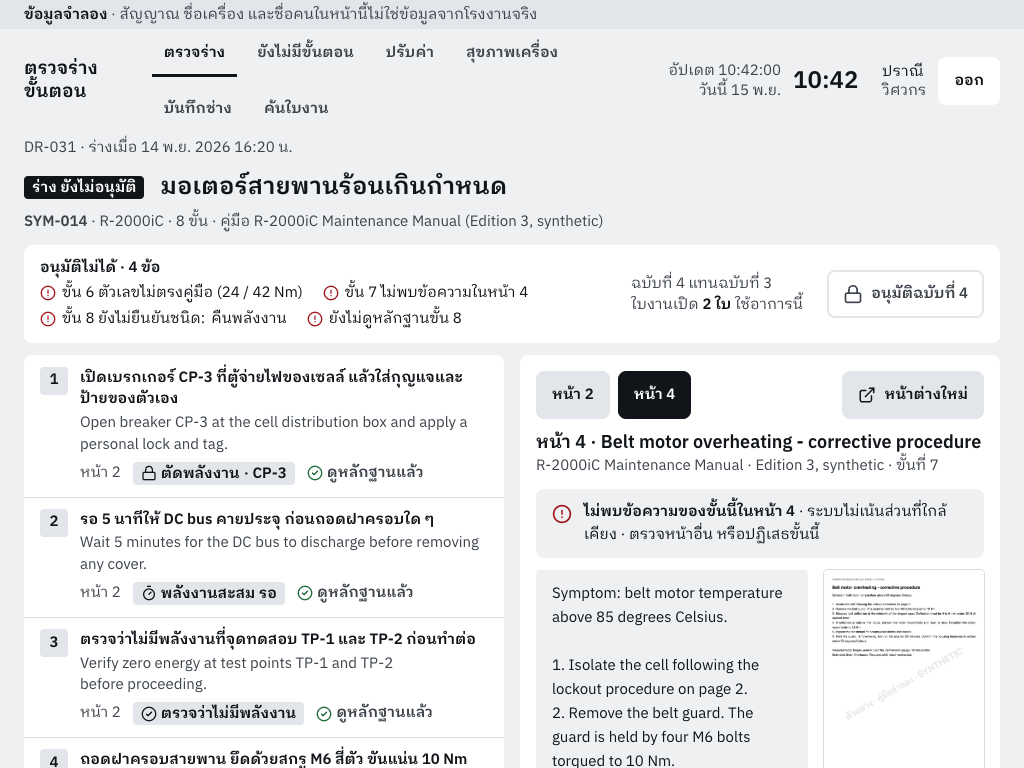 ข้อมูลจำลอง · สัญญาณ ชื่อเครื่อง และชื่อคนในหน้านี้ไม่ใช่ข้อมูลจากโรงงานจริง
ตรวจร่าง
ขั้นตอน
ตรวจร่าง
ยังไม่มีขั้นตอน
ปรับค่า
สุขภาพเครื่อง
บันทึกช่าง
ค้นใบงาน
อัปเดต 10:42:00
วันนี้ 15 พ.ย.
10:42
ปราณี
วิศวกร
ออก
DR-031 · ร่างเมื่อ 14 พ.ย. 2026 16:20 น.
ร่าง ยังไม่อนุมัติ
มอเตอร์สายพานร้อนเกินกำหนด
SYM-014 · R-2000iC · 8 ขั้น · คู่มือ R-2000iC Maintenance Manual (Edition 3, synthetic)
อนุมัติไม่ได้ · 4 ข้อ
ขั้น 6 ตัวเลขไม่ตรงคู่มือ (24 / 42 Nm)
ขั้น 7 ไม่พบข้อความในหน้า 4
ขั้น 8 ยังไม่ยืนยันชนิด: คืนพลังงาน
ยังไม่ดูหลักฐานขั้น 8
ฉบับที่ 4 แทนฉบับที่ 3
ใบงานเปิด 2 ใบ ใช้อาการนี้
อนุมัติฉบับที่ 4
1
เปิดเบรกเกอร์ CP-3 ที่ตู้จ่ายไฟของเซลล์ แล้วใส่กุญแจและ
ป้ายของตัวเอง
Open breaker CP-3 at the cell distribution box and apply a
personal lock and tag.
หน้า 2
ตัดพลังงาน · CP-3
ดูหลักฐานแล้ว
2
รอ 5 นาทีให้ DC bus คายประจุ ก่อนถอดฝาครอบใด ๆ
Wait 5 minutes for the DC bus to discharge before removing
any cover.
หน้า 2
พลังงานสะสม รอ
ดูหลักฐานแล้ว
3
ตรวจว่าไม่มีพลังงานที่จุดทดสอบ TP-1 และ TP-2 ก่อนทำต่อ
Verify zero energy at test points TP-1 and TP-2
before proceeding.
หน้า 2
ตรวจว่าไม่มีพลังงาน
ดูหลักฐานแล้ว
4
ถอดฝาครอบสายพาน ยึดด้วยสกรู M6 สี่ตัว ขันแน่น 10 Nm
หน้า 2
หน้า 4
หน้าต่างใหม่
หน้า 4 · Belt motor overheating - corrective procedure
R-2000iC Maintenance Manual · Edition 3, synthetic · ขั้นที่ 7
ไม่พบข้อความของขั้นนี้ในหน้า 4 · ระบบไม่เน้นส่วนที่ใกล้
เคียง · ตรวจหน้าอื่น หรือปฏิเสธขั้นนี้
Symptom: belt motor temperature
above 85 degrees Celsius.
1. Isolate the cell following the
lockout procedure on page 2.
2. Remove the belt guard. The
guard is held by four M6 bolts
torqued to 10 Nm.
Belt motor overheating - corrective procedure